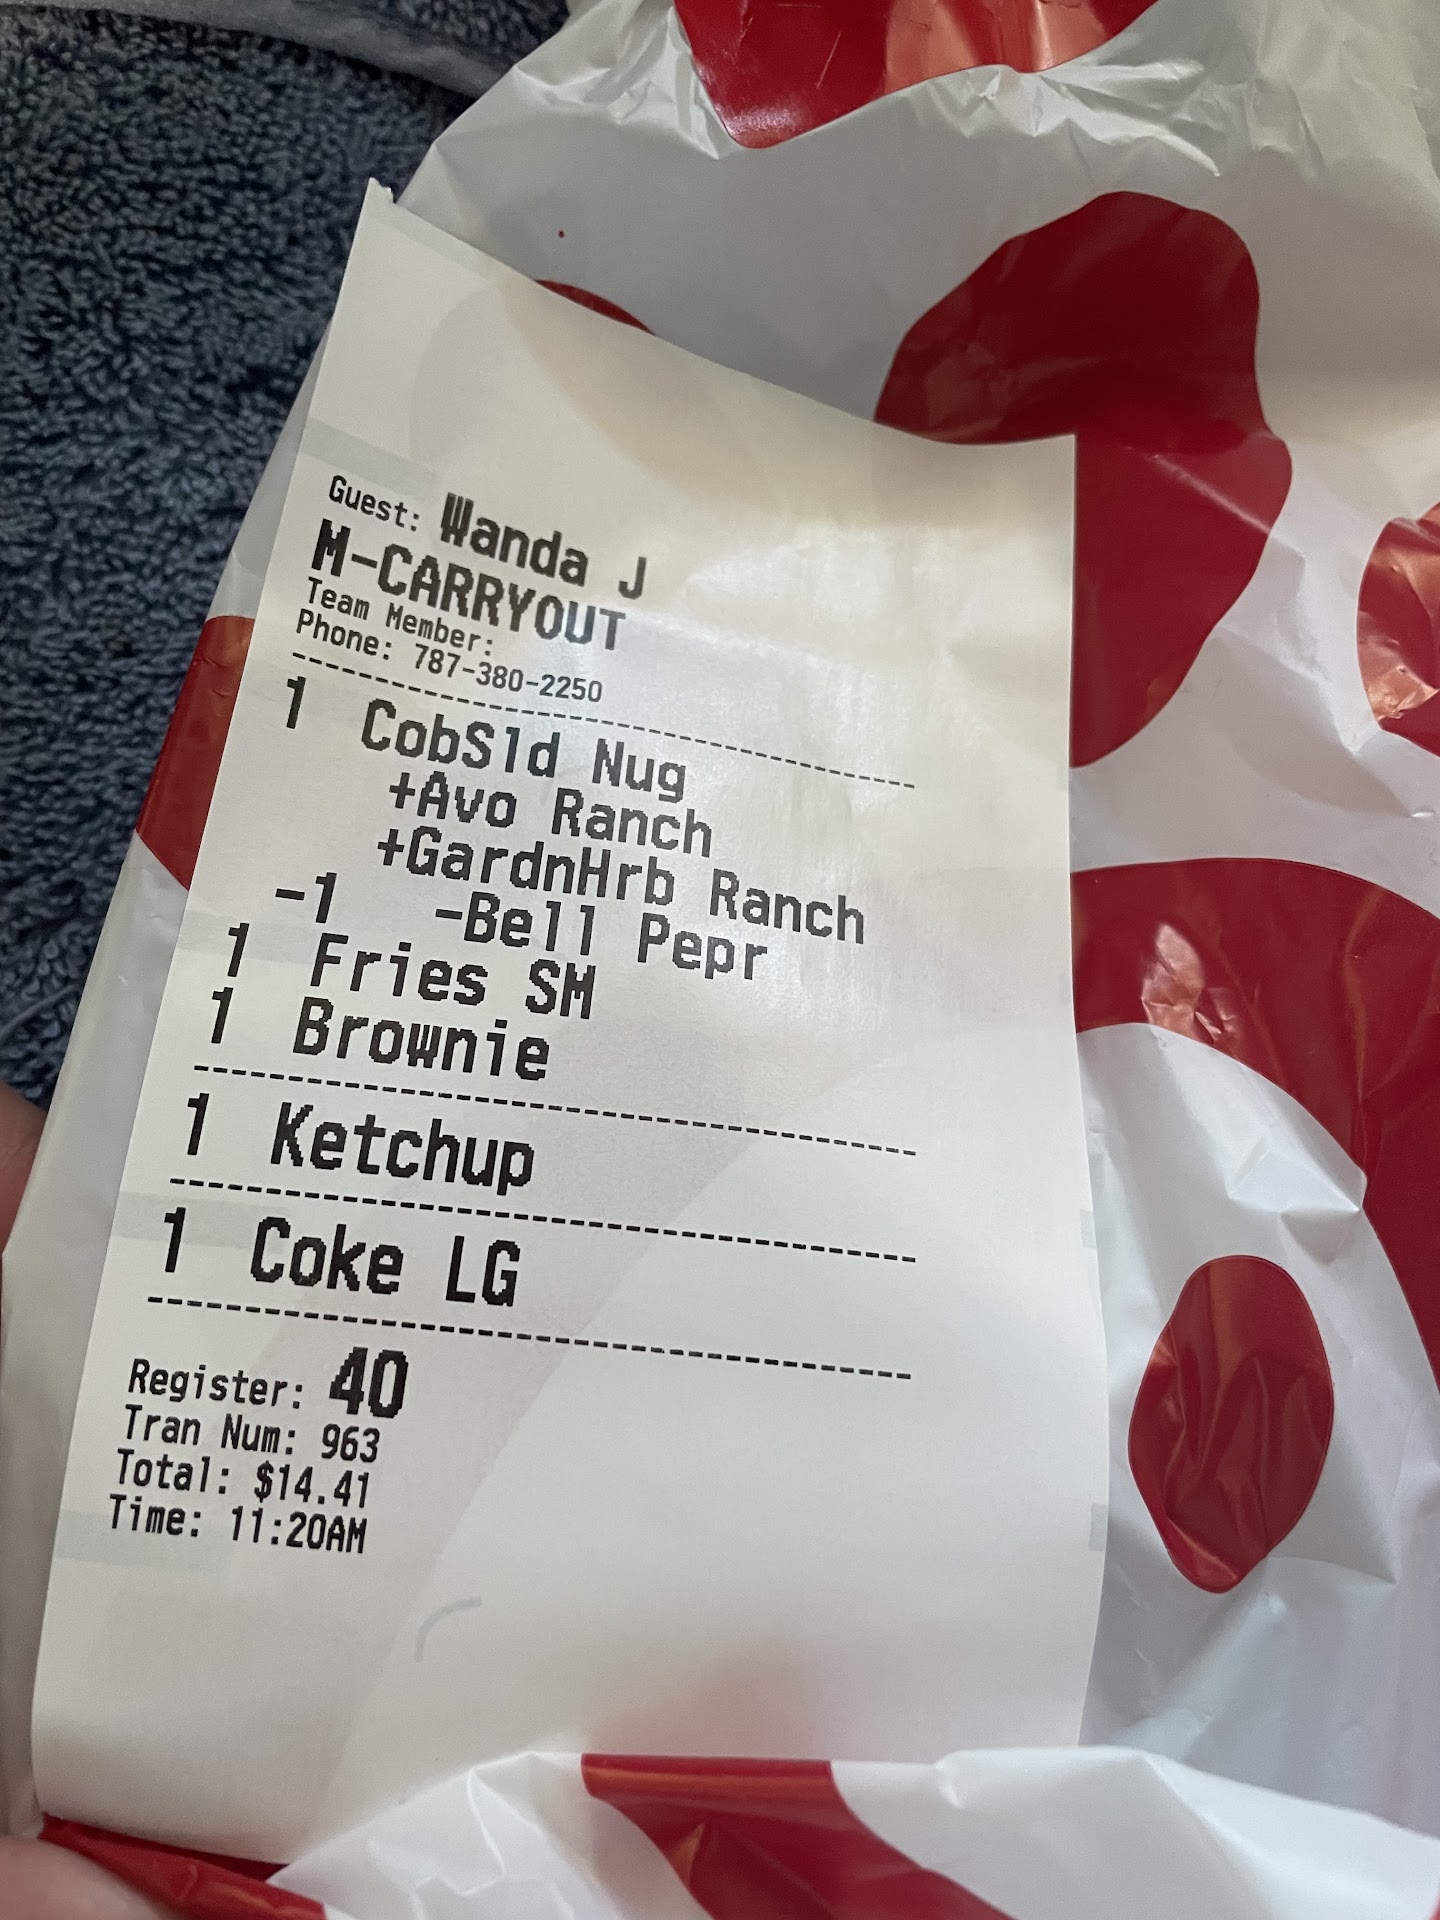 Guest: Wanda J
M-CARRYOUT
Team Member:
Phone: 787-380-2250
1 CobSld Nug
+Avo Ranch
+GardnHrb Ranch
-1 -Bell Pepr
1 Fries SM
1 Brownie
1 Ketchup
1 Coke LG
Register: 40
Tran Num: 963
Total: $14.41
Time: 11:20AM